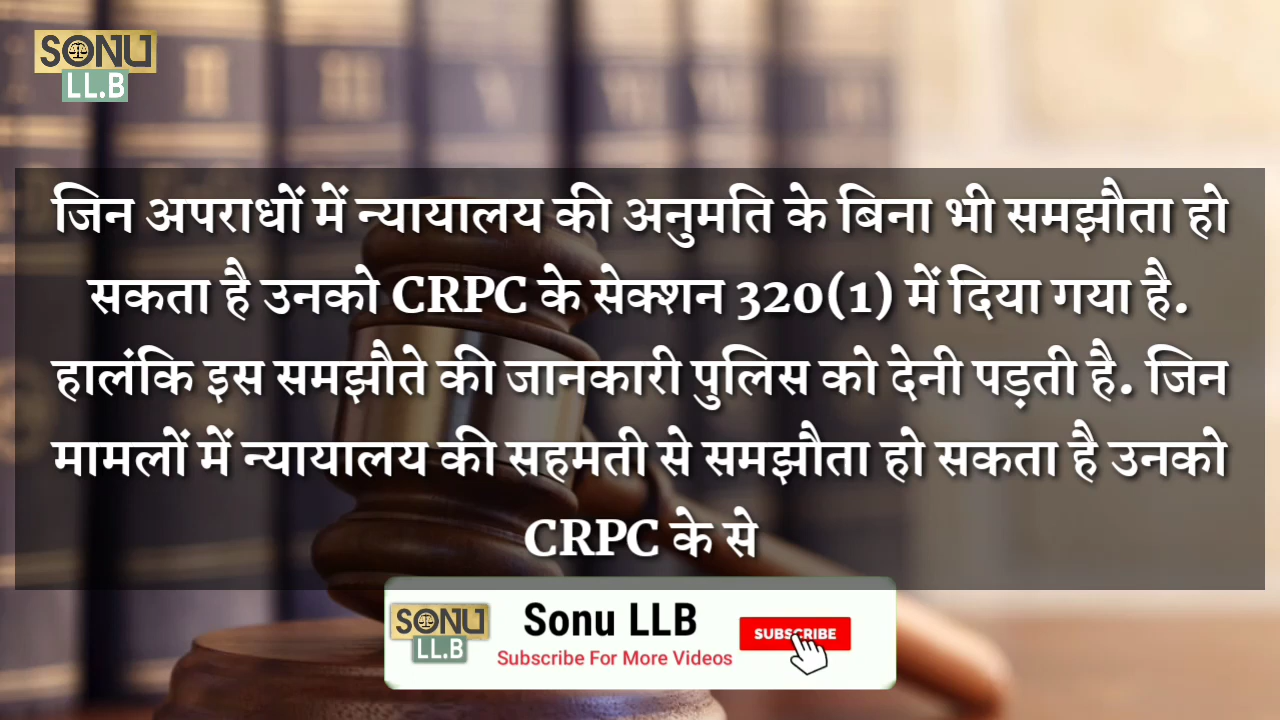 SONU
LL.B
जिन अपराधों में न्यायालय की अनुमति के बिना भी समझौता हो
सकता है उनको CRPC के सेक्शन 320(1) में दिया गया है.
हालंकि इस समझौते की जानकारी पुलिस को देनी पड़ती है. जिन
मामलों में न्यायालय की सहमती से समझौता हो सकता है उनको
CRPC के से
SONU
LL.B
Sonu LLB
Subscribe For More Videos
SUBSCRIBE